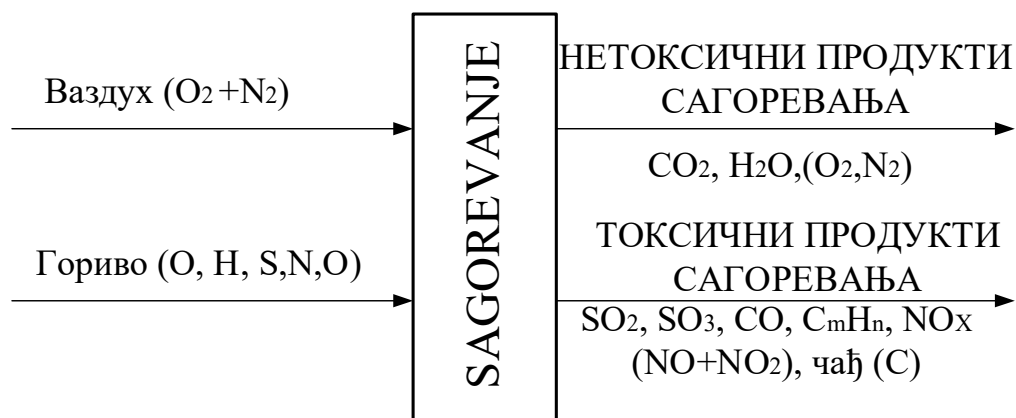 Ваздух (O2+N2)
Гориво (O, H, S,N,O)
SAGOREVANJE
НЕТОКСИЧНИ ПРОДУКТИ
САГОРЕВАЊА
CO2, H2O,(O2,N2)
ТОКСИЧНИ ПРОДУКТИ
САГОРЕВАЊА
SO2, SO3, CO, CmHn, NOX
(NO+NO2), чађ (C)